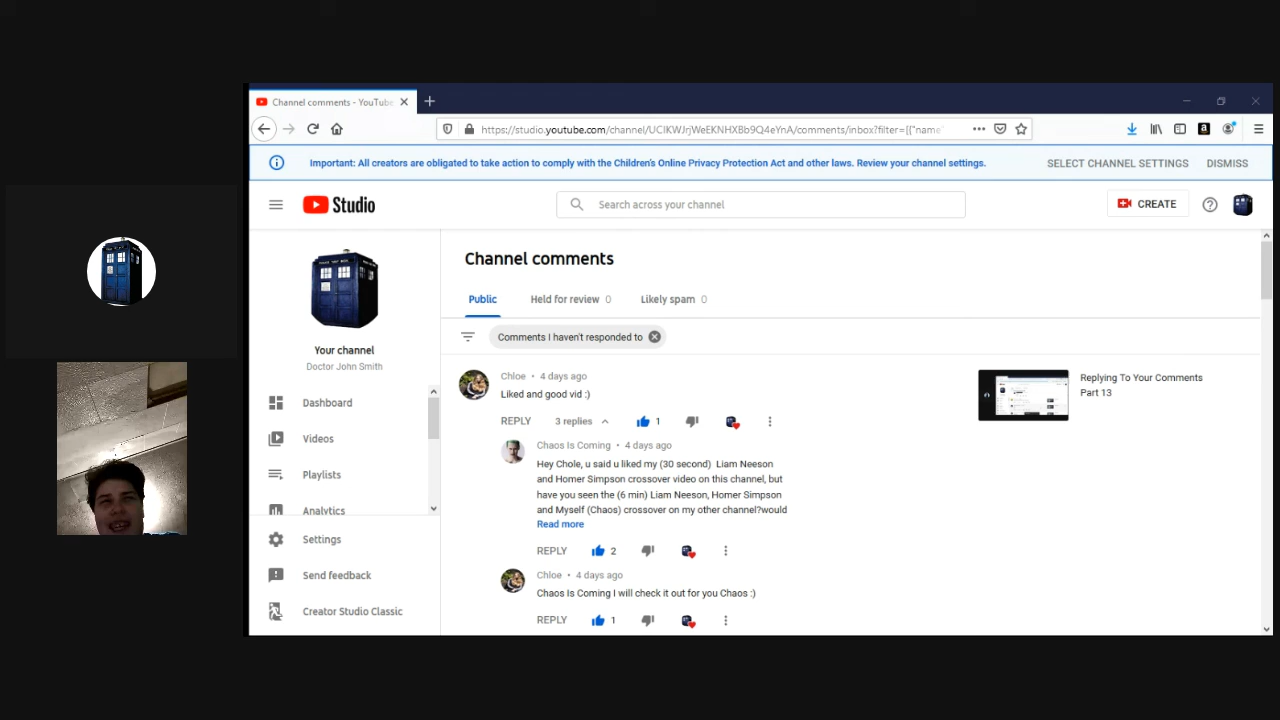 Channel comments - YouTube
https://studio.youtube.com/channel/UCIKWJrjWeEKNHXBb9Q4eYnA/comments/inbox?filter=[{"name"
Important: All creators are obligated to take action to comply with the Children's Online Privacy Protection Act and other laws. Review your channel settings.
SELECT CHANNEL SETTINGS
DISMISS
Studio
Search across your channel
CREATE
Your channel
Doctor John Smith
Dashboard
Videos
Playlists
Analytics
Settings
Send feedback
Creator Studio Classic
Channel comments
Public
Held for review 0
Likely spam 0
Comments I haven't responded to
Chloe • 4 days ago
Liked and good vid :)
REPLY 3 replies 1
Replying To Your Comments
Part 13
Chaos Is Coming • 4 days ago
Hey Chole, u said u liked my (30 second) Liam Neeson
and Homer Simpson crossover video on this channel, but
have you seen the (6 min) Liam Neeson, Homer Simpson
and Myself (Chaos) crossover on my other channel?would
Read more
REPLY 2
Chloe • 4 days ago
Chaos Is Coming I will check it out for you Chaos :)
REPLY 1